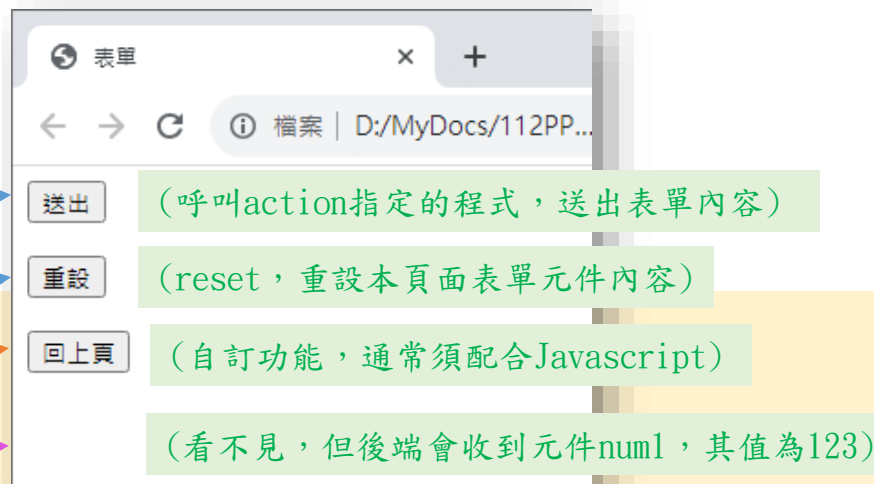 表單
檔案 | D:/MyDocs/112PP...
送出 (呼叫action指定的程式，送出表單內容)
重設 (reset，重設本頁面表單元件內容)
回上頁 (自訂功能，通常須配合Javascript)
(看不見，但後端會收到元件num1，其值為123)